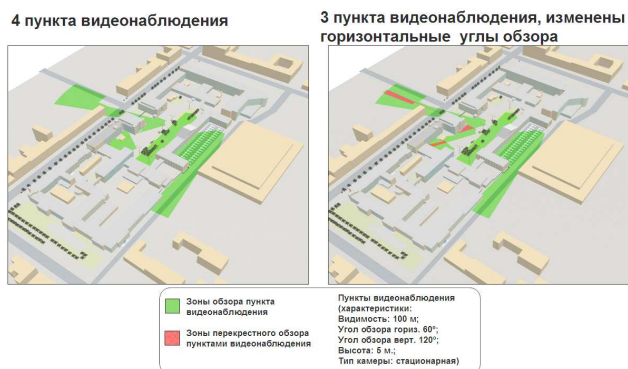 4 пункта видеонаблюдения
3 пункта видеонаблюдения, изменены
горизонтальные углы обзора
Зоны обзора пункта
видеонаблюдения
Зоны перекрестного обзора
пунктами видеонаблюдения
Пункты видеонаблюдения
(характеристики:
Видимость: 100 м;
Угол обзора гориз. 60°;
Угол обзора верт. 120°;
Высота: 5 м.;
Тип камеры: стационарная)